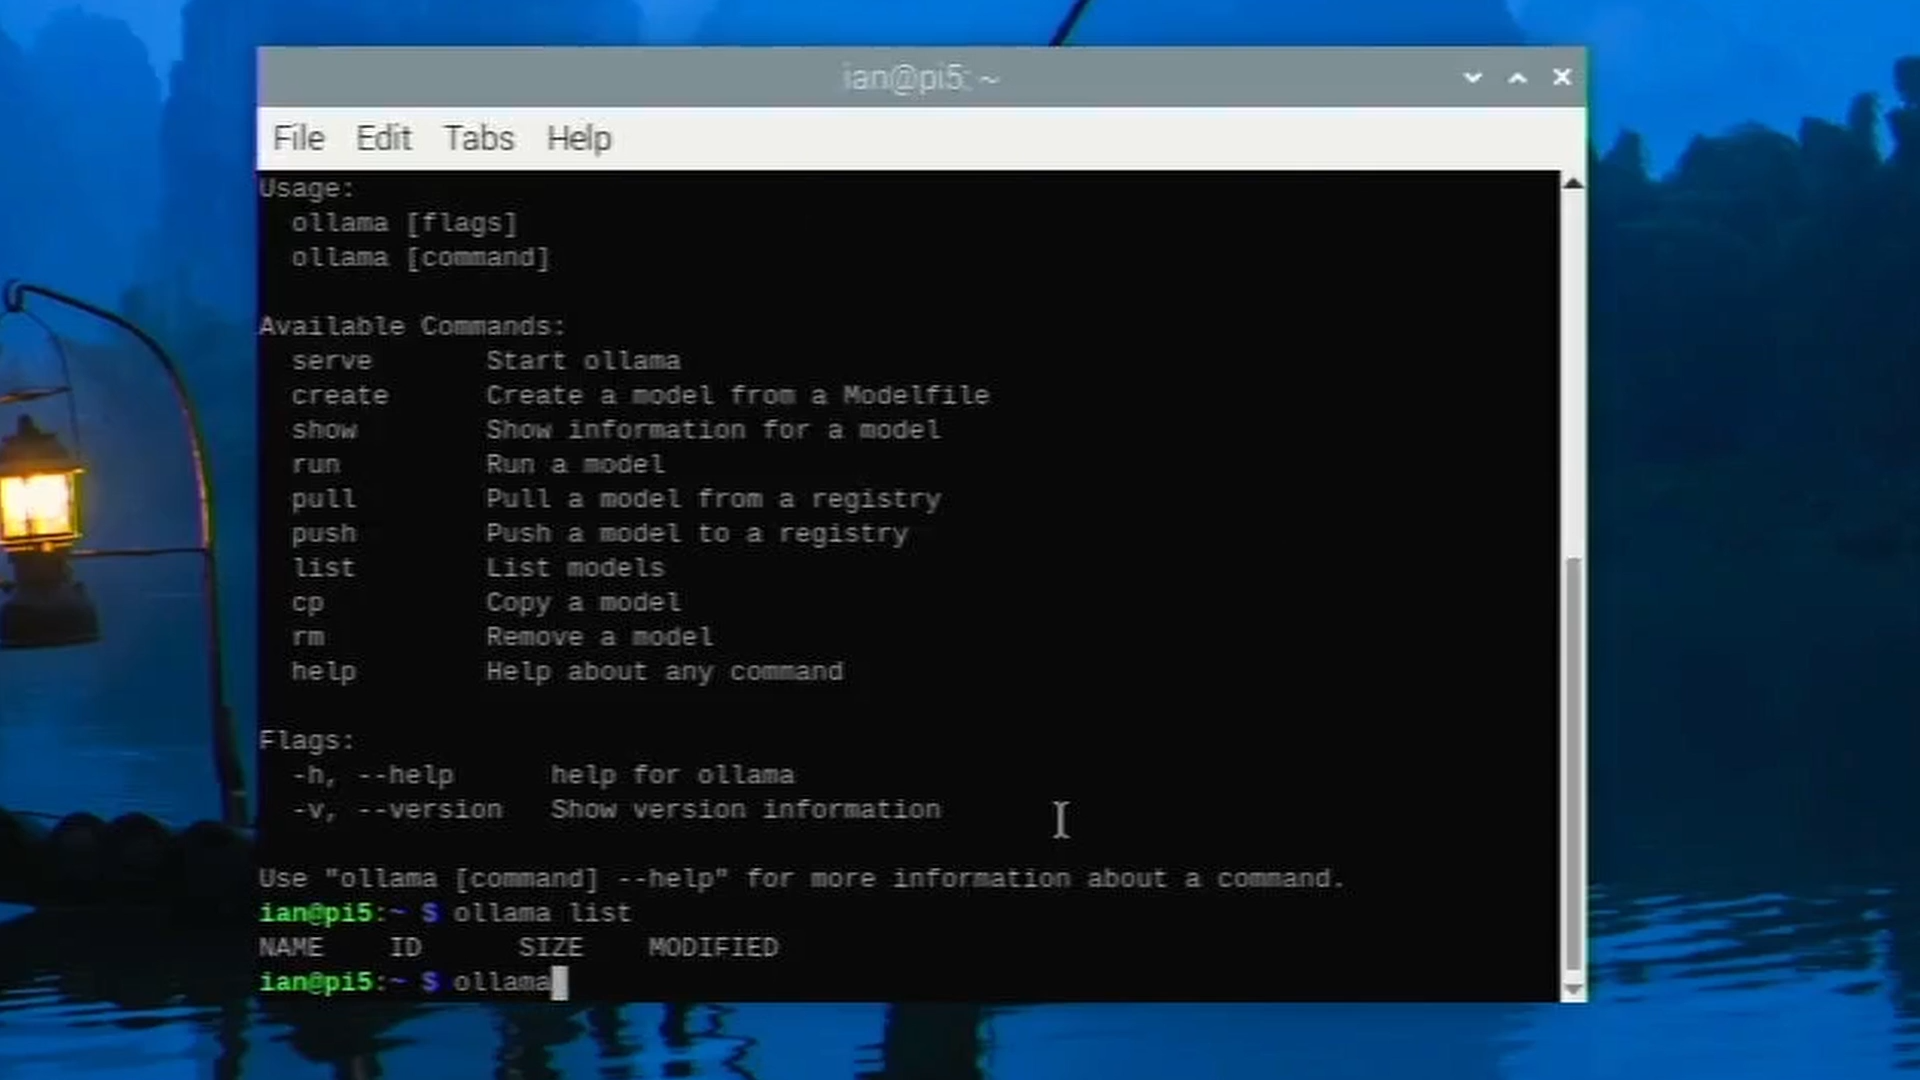 ian@pi5: ~
File Edit Tabs Help
Usage:
  ollama [flags]
  ollama [command]

Available Commands:
  serve       Start ollama
  create      Create a model from a Modelfile
  show        Show information for a model
  run         Run a model
  pull        Pull a model from a registry
  push        Push a model to a registry
  list        List models
  cp          Copy a model
  rm          Remove a model
  help        Help about any command

Flags:
  -h, --help      help for ollama
  -v, --version   Show version information

Use "ollama [command] --help" for more information about a command.
ian@pi5:~ $ ollama list
NAME    ID      SIZE    MODIFIED
ian@pi5:~ $ ollama